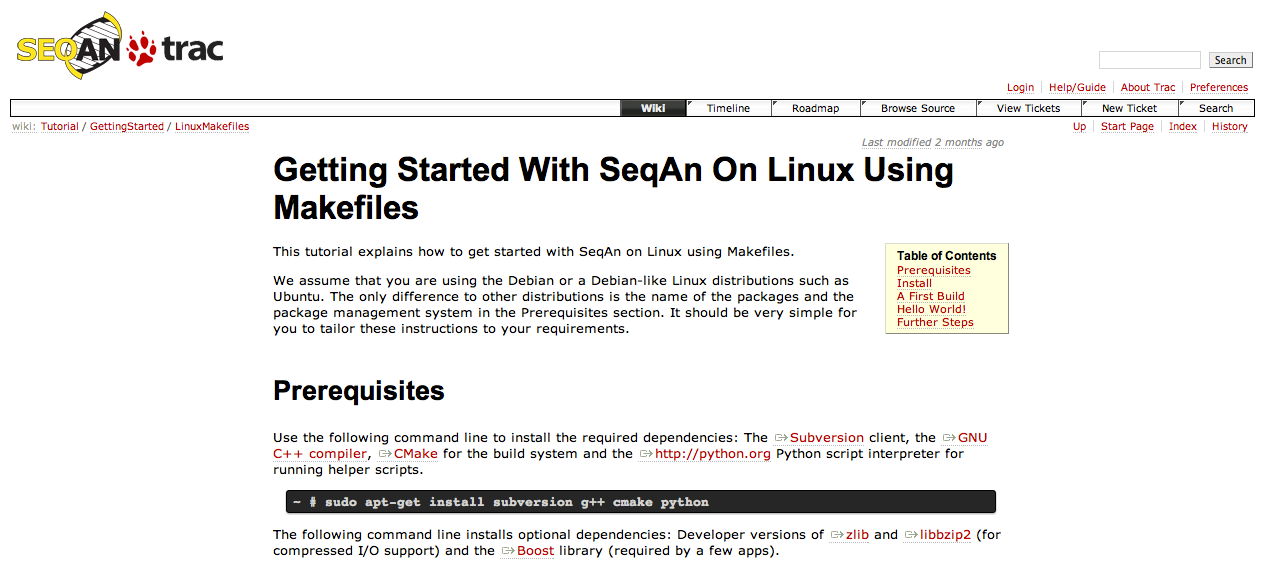 SEQAN trac
Search
Login Help/Guide About Trac Preferences
Wiki Timeline Roadmap Browse Source View Tickets New Ticket Search
wiki: Tutorial / GettingStarted / LinuxMakefiles
Up Start Page Index History
Last modified 2 months ago
Getting Started With SeqAn On Linux Using
Makefiles
This tutorial explains how to get started with SeqAn on Linux using Makefiles.
We assume that you are using the Debian or a Debian-like Linux distributions such as
Ubuntu. The only difference to other distributions is the name of the packages and the
package management system in the Prerequisites section. It should be very simple for
you to tailor these instructions to your requirements.
Table of Contents
Prerequisites
Install
A First Build
Hello World!
Further Steps
Prerequisites
Use the following command line to install the required dependencies: The Subversion client, the GNU
C++ compiler, CMake for the build system and the http://python.org Python script interpreter for
running helper scripts.
~ # sudo apt-get install subversion g++ cmake python
The following command line installs optional dependencies: Developer versions of zlib and libbzip2 (for
compressed I/O support) and the Boost library (required by a few apps).